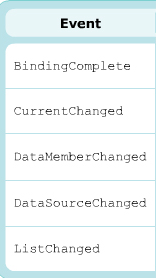 Event
BindingComplete
CurrentChanged
DataMemberChanged
DataSourceChanged
ListChanged